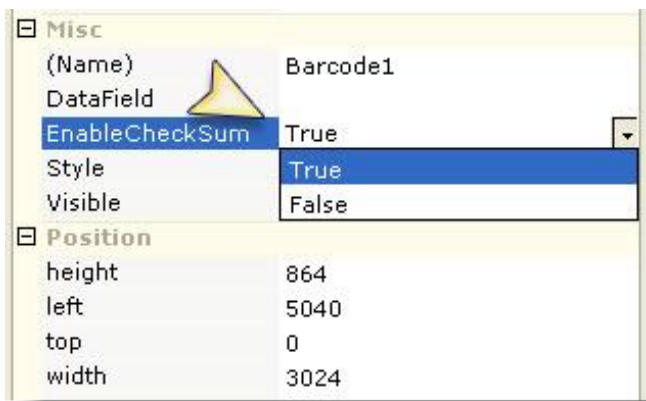 Misc
(Name) Barcode1
DataField
EnableCheckSum True
Style True
Visible False
Position
height 864
left 5040
top 0
width 3024